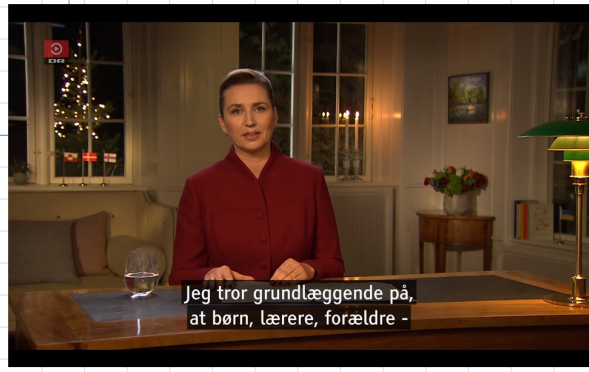 DR
Jeg tror grundlæggende på,
at børn, lærere, forældre -